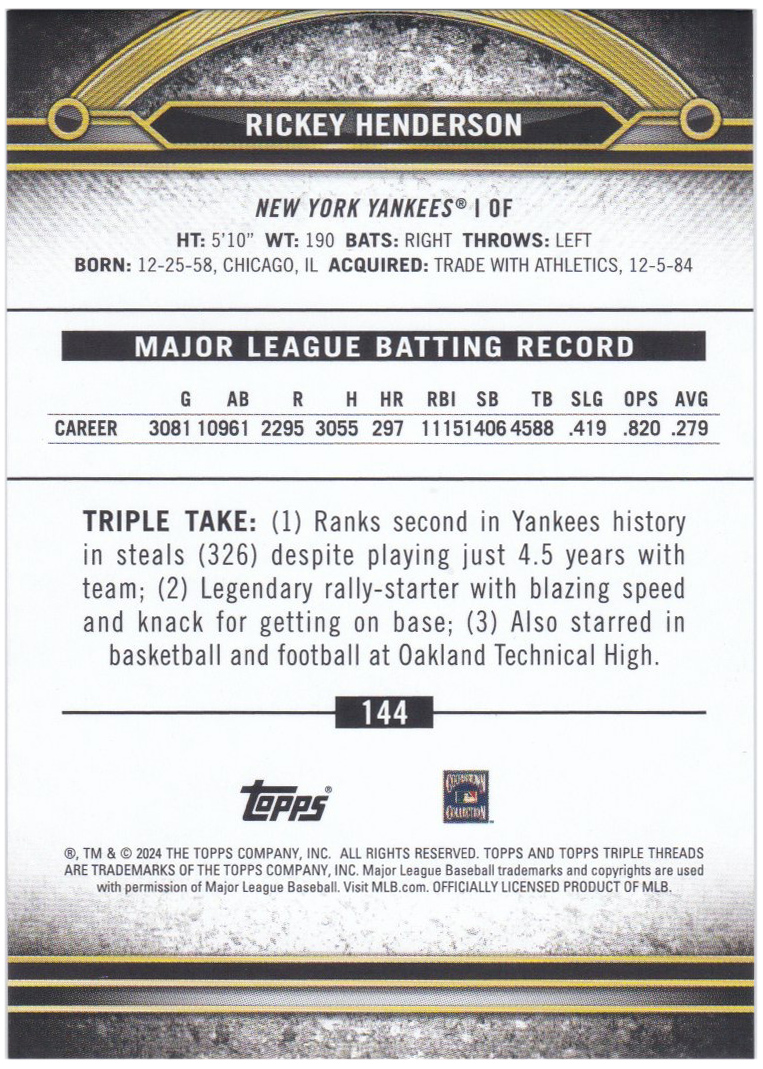 RICKEY HENDERSON
NEW YORK YANKEES® | OF
HT: 5'10" WT: 190 BATS: RIGHT THROWS: LEFT
BORN: 12-25-58, CHICAGO, IL ACQUIRED: TRADE WITH ATHLETICS, 12-5-84
MAJOR LEAGUE BATTING RECORD
G AB R H HR RBI SB TB SLG OPS AVG
CAREER 3081 10961 2295 3055 297 1115 1406 4588 .419 .820 .279
TRIPLE TAKE: (1) Ranks second in Yankees history
in steals (326) despite playing just 4.5 years with
team; (2) Legendary rally-starter with blazing speed
and knack for getting on base; (3) Also starred in
basketball and football at Oakland Technical High.
144
topps®
COOPERSTOWN
COLLECTION
®, TM & © 2024 THE TOPPS COMPANY, INC. ALL RIGHTS RESERVED. TOPPS AND TOPPS TRIPLE THREADS
ARE TRADEMARKS OF THE TOPPS COMPANY, INC. Major League Baseball trademarks and copyrights are used
with permission of Major League Baseball. Visit MLB.com. OFFICIALLY LICENSED PRODUCT OF MLB.